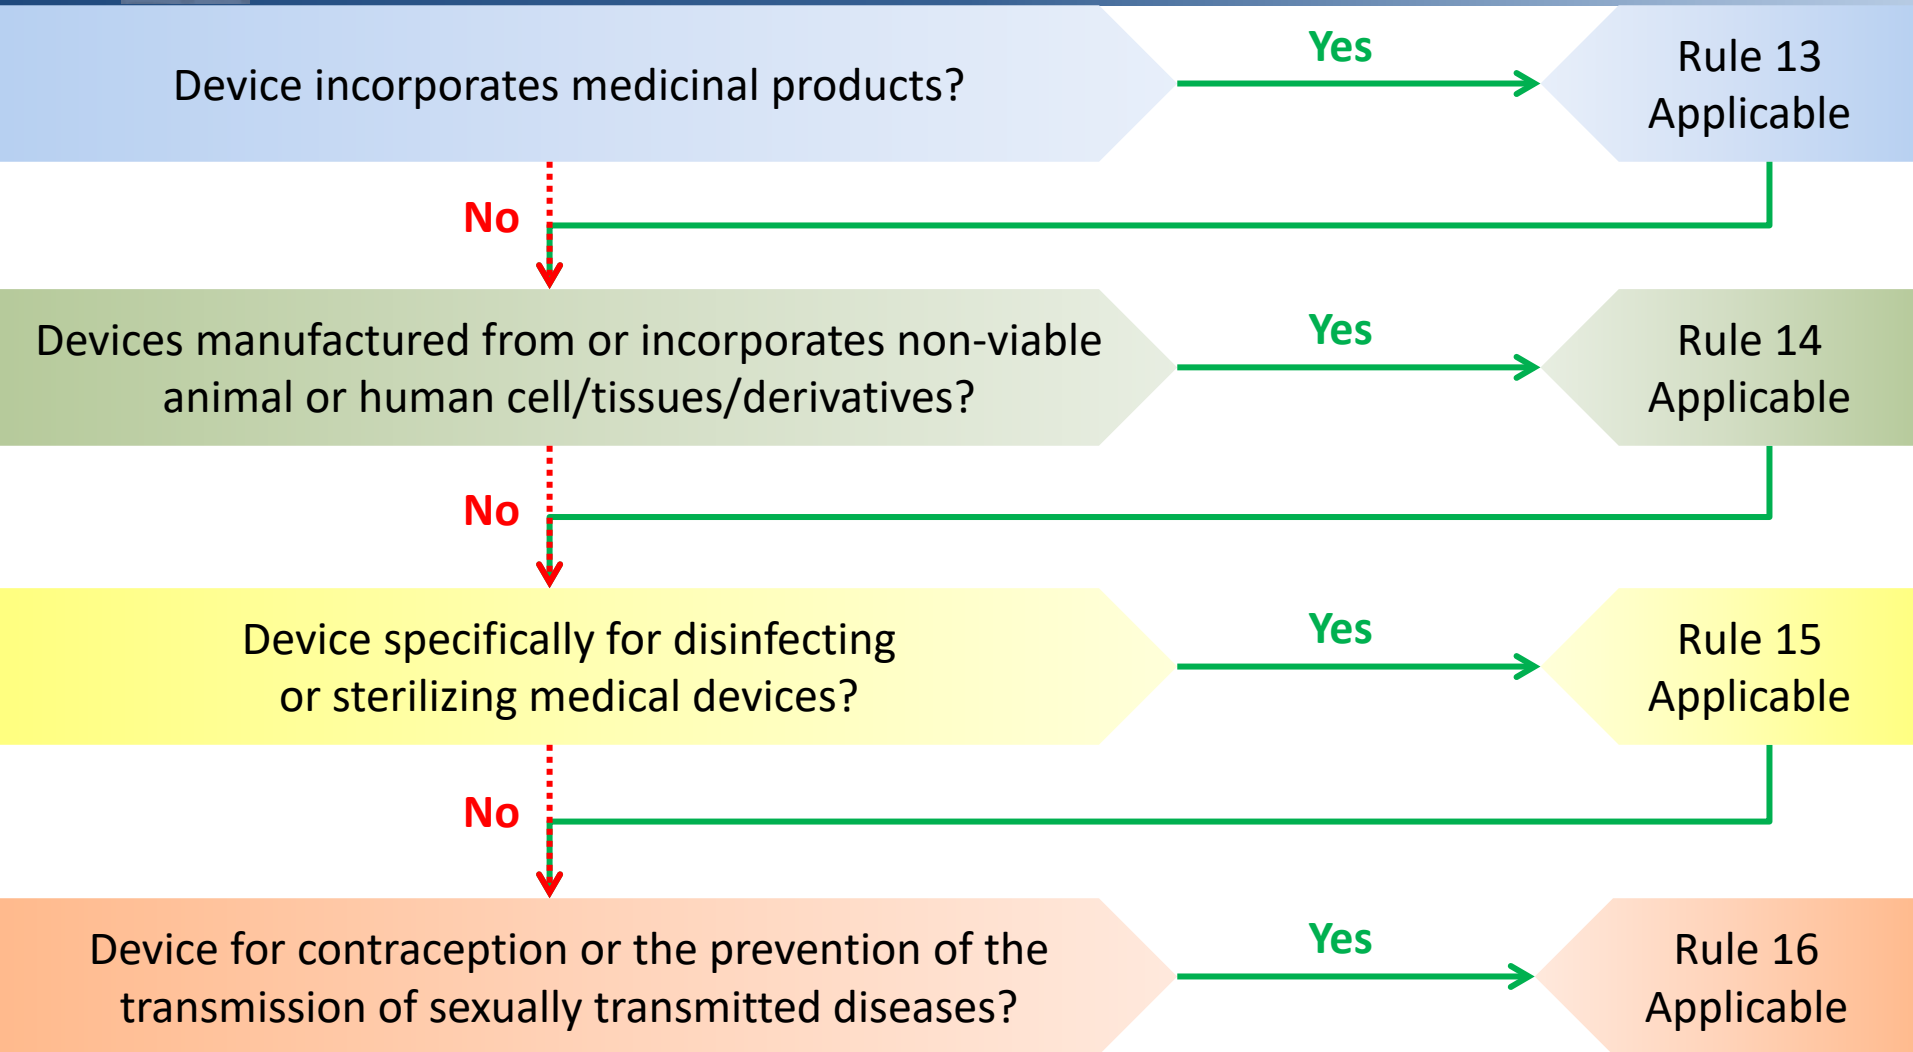 Device incorporates medicinal products?
Yes
Rule 13
Applicable
No
Devices manufactured from or incorporates non-viable
animal or human cell/tissues/derivatives?
Yes
Rule 14
Applicable
No
Device specifically for disinfecting
or sterilizing medical devices?
Yes
Rule 15
Applicable
No
Device for contraception or the prevention of the
transmission of sexually transmitted diseases?
Yes
Rule 16
Applicable